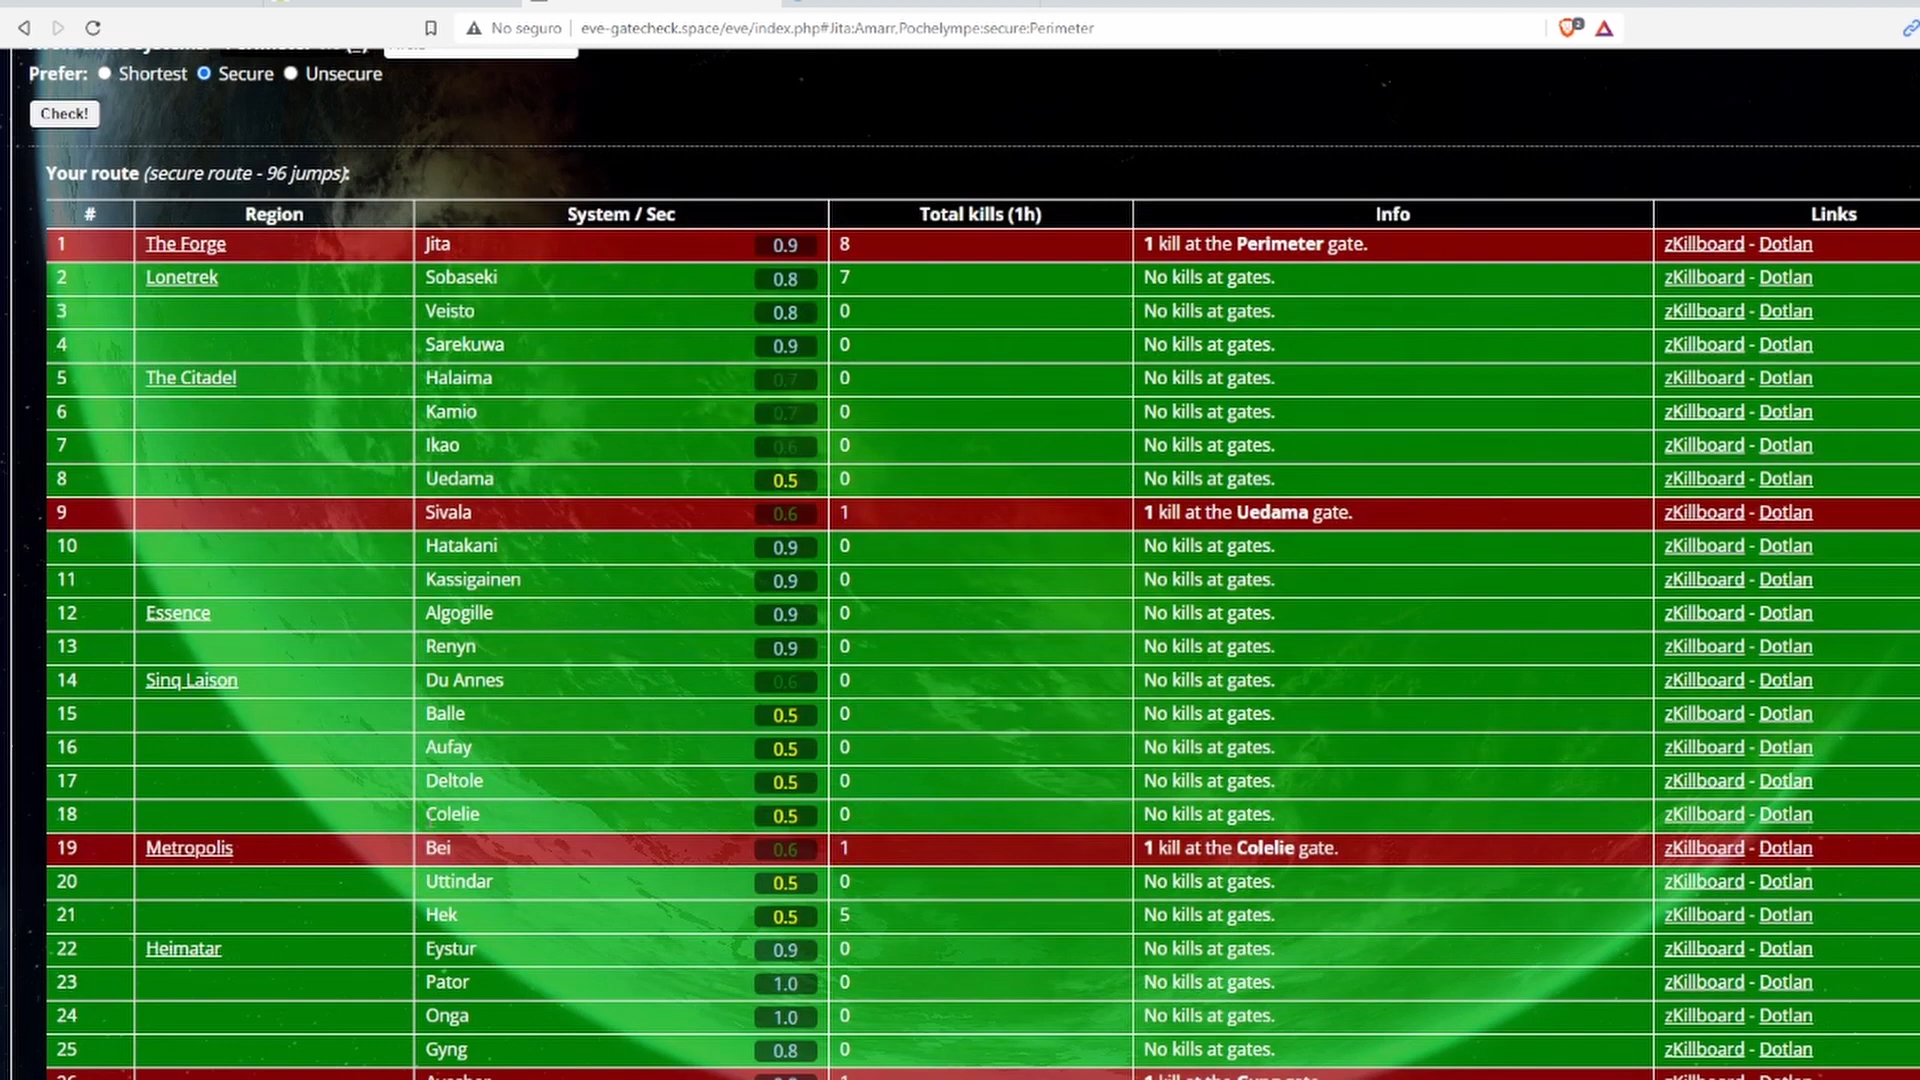 No seguro eve-gatecheck.space/eve/index.php#Jita:Amarr,Pochelympe:secure:Perimeter 2
Prefer: Shortest Secure Unsecure
Check!
Your route (secure route - 96 jumps):
# Region System / Sec Total kills (1h) Info Links
1 The Forge Jita 0.9 8 1 kill at the Perimeter gate. zKillboard - Dotlan
2 Lonetrek Sobaseki 0.8 7 No kills at gates. zKillboard - Dotlan
3 Veisto 0.8 0 No kills at gates. zKillboard - Dotlan
4 Sarekuwa 0.9 0 No kills at gates. zKillboard - Dotlan
5 The Citadel Halaima 0.7 0 No kills at gates. zKillboard - Dotlan
6 Kamio 0.7 0 No kills at gates. zKillboard - Dotlan
7 Ikao 0.6 0 No kills at gates. zKillboard - Dotlan
8 Uedama 0.5 0 No kills at gates. zKillboard - Dotlan
9 Sivala 0.6 1 1 kill at the Uedama gate. zKillboard - Dotlan
10 Hatakani 0.9 0 No kills at gates. zKillboard - Dotlan
11 Kassigainen 0.9 0 No kills at gates. zKillboard - Dotlan
12 Essence Algogille 0.9 0 No kills at gates. zKillboard - Dotlan
13 Renyn 0.9 0 No kills at gates. zKillboard - Dotlan
14 Sinq Laison Du Annes 0.6 0 No kills at gates. zKillboard - Dotlan
15 Balle 0.5 0 No kills at gates. zKillboard - Dotlan
16 Aufay 0.5 0 No kills at gates. zKillboard - Dotlan
17 Deltole 0.5 0 No kills at gates. zKillboard - Dotlan
18 Colelie 0.5 0 No kills at gates. zKillboard - Dotlan
19 Metropolis Bei 0.6 1 1 kill at the Colelie gate. zKillboard - Dotlan
20 Uttindar 0.5 0 No kills at gates. zKillboard - Dotlan
21 Hek 0.5 5 No kills at gates. zKillboard - Dotlan
22 Heimatar Eystur 0.9 0 No kills at gates. zKillboard - Dotlan
23 Pator 1.0 0 No kills at gates. zKillboard - Dotlan
24 Onga 1.0 0 No kills at gates. zKillboard - Dotlan
25 Gyng 0.8 0 No kills at gates. zKillboard - Dotlan